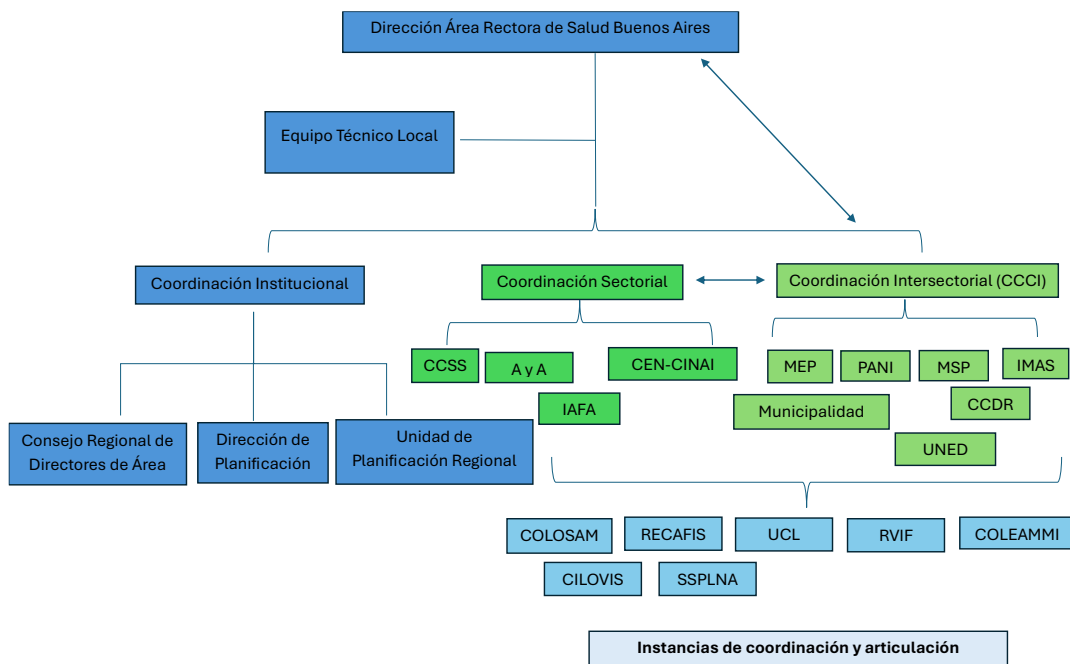 Dirección Área Rectora de Salud Buenos Aires
Equipo Técnico Local
Coordinación Institucional
Coordinación Sectorial
Coordinación Intersectorial (CCCI)
CCSS
A y A
CEN-CINAI
IAFA
MEP
PANI
MSP
IMAS
Municipalidad
CCDR
UNED
Consejo Regional de
Directores de Área
Dirección de
Planificación
Unidad de
Planificación Regional
COLOSAM
RECAFIS
UCL
RVIF
COLEAMMI
CILOVIS
SSPLNA
Instancias de coordinación y articulación